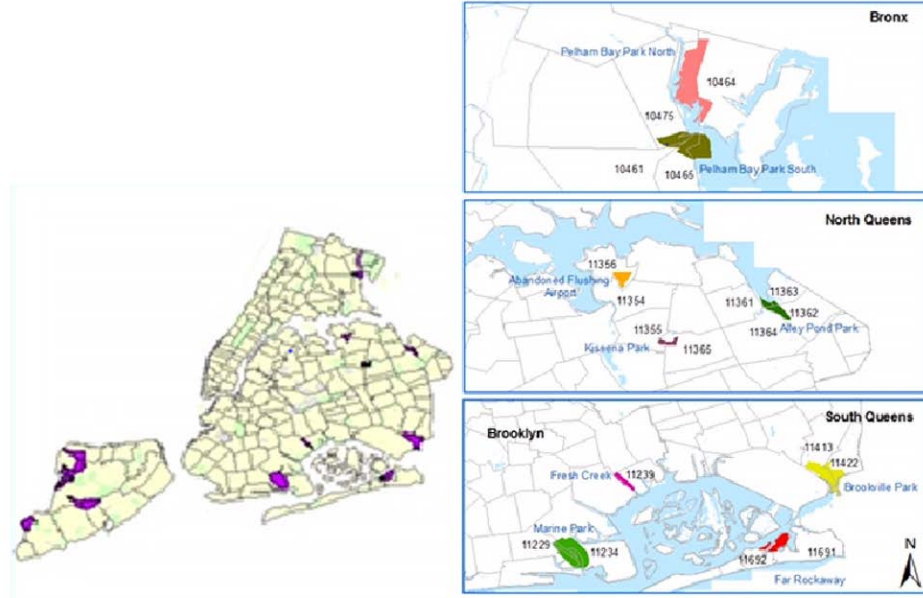 Bronx
Pelham Bay Park North
10464
10475
10461
10465
Pelham Bay Park South
North Queens
11356
Abandoned Flushing
Airport
11354
11361
11363
11362
11364
Alley Pond Park
11355
Kissena Park
11365
South Queens
Brooklyn
11413
11422
Fresh Creek
11239
Brookville Park
Marine Park
11229
11234
11692
11691
Far Rockaway
N